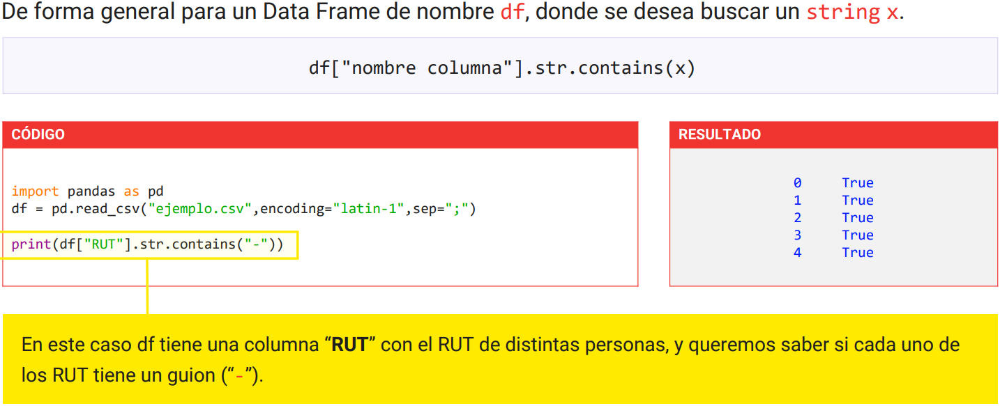 De forma general para un Data Frame de nombre df, donde se desea buscar un string x.
df["nombre columna"].str.contains(x)
CÓDIGO
import pandas as pd
df = pd.read_csv("ejemplo.csv",encoding="latin-1",sep=";")
print(df["RUT"].str.contains("-"))
RESULTADO
0 True
1 True
2 True
3 True
4 True
En este caso df tiene una columna “RUT” con el RUT de distintas personas, y queremos saber si cada uno de
los RUT tiene un guion (“-”).